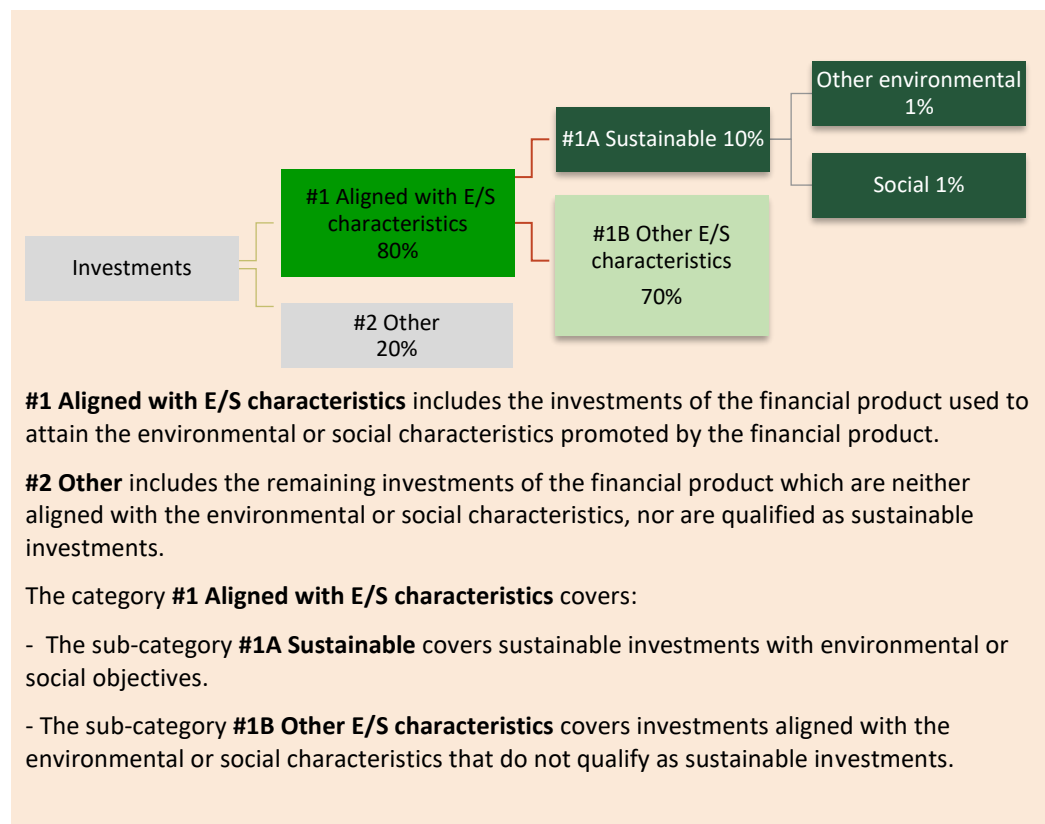 Other environmental
1%
#1A Sustainable 10%
Social 1%
#1 Aligned with E/S
characteristics
80%
#1B Other E/S
characteristics
70%
Investments
#2 Other
20%
#1 Aligned with E/S characteristics includes the investments of the financial product used to
attain the environmental or social characteristics promoted by the financial product.
#2 Other includes the remaining investments of the financial product which are neither
aligned with the environmental or social characteristics, nor are qualified as sustainable
investments.
The category #1 Aligned with E/S characteristics covers:
- The sub-category #1A Sustainable covers sustainable investments with environmental or
social objectives.
- The sub-category #1B Other E/S characteristics covers investments aligned with the
environmental or social characteristics that do not qualify as sustainable investments.